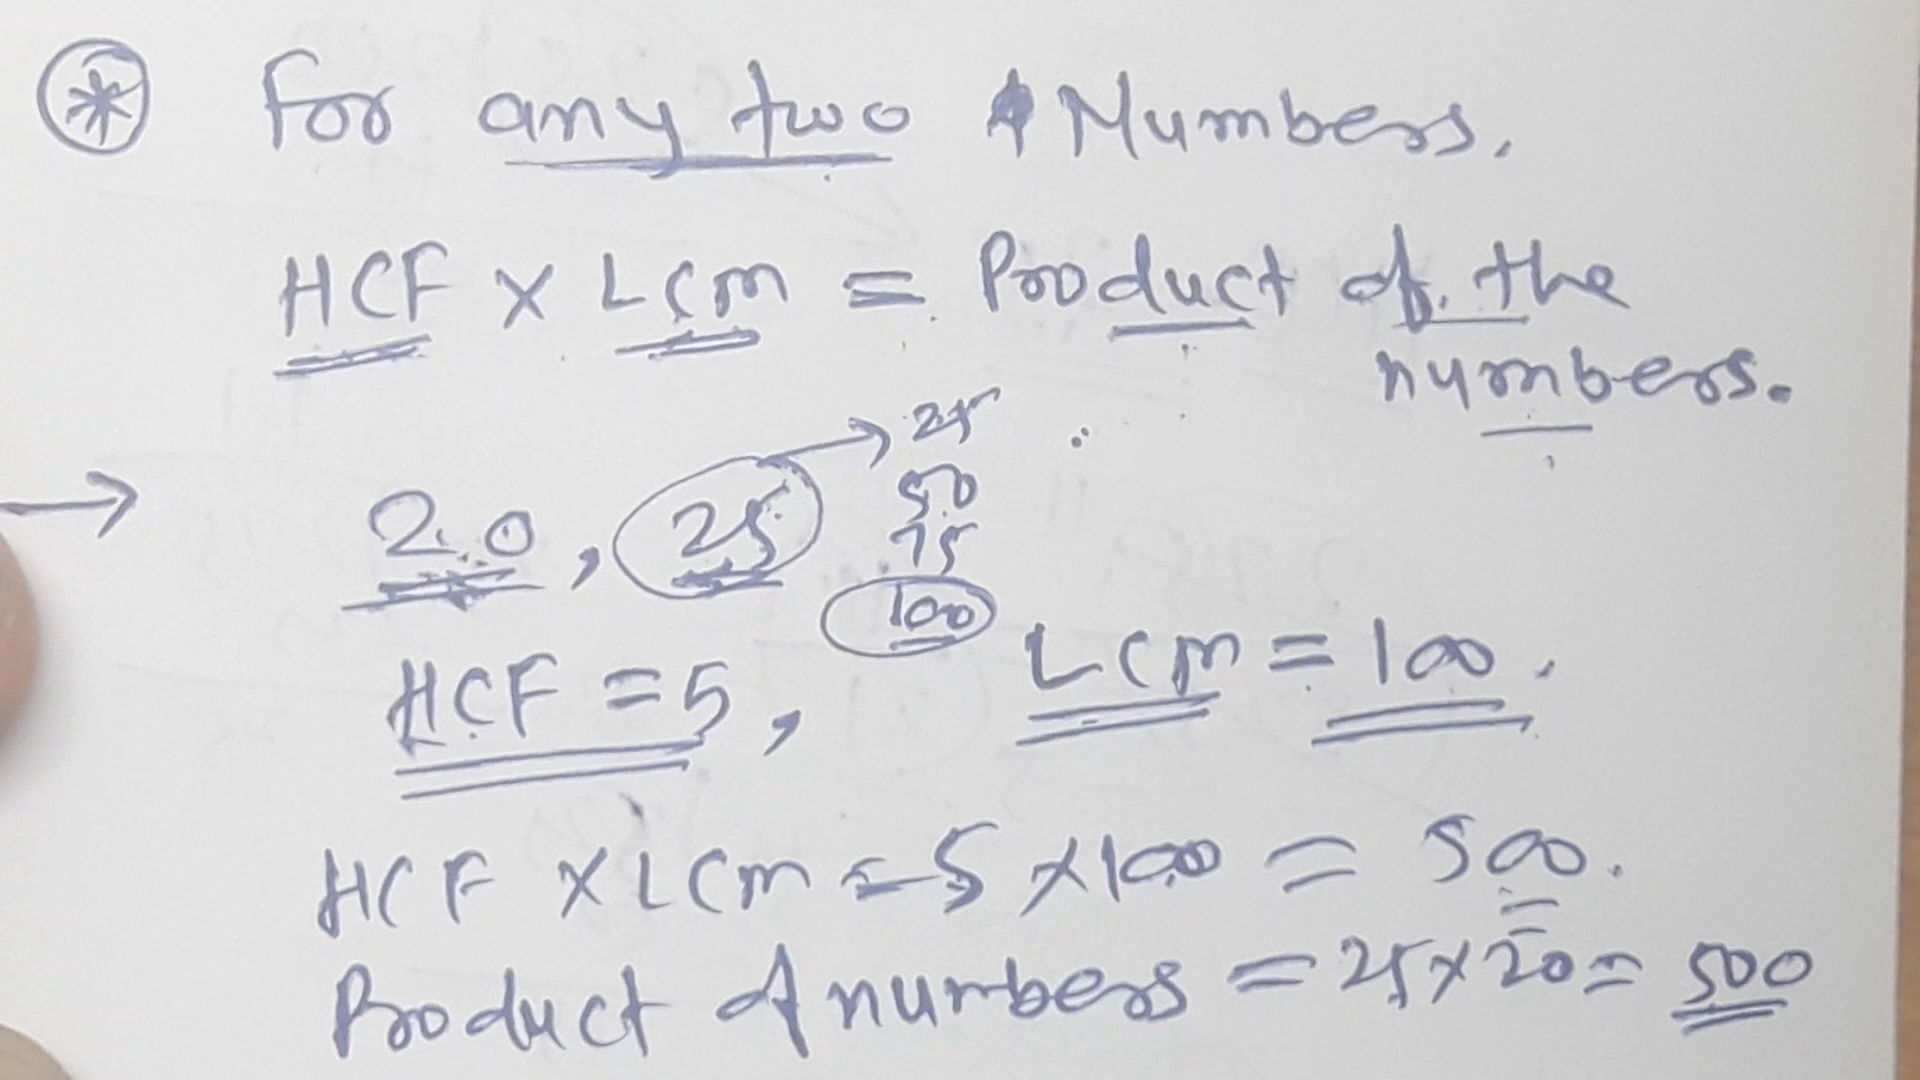 * For any two Numbers.
HCF x LCM = Product of the
numbers.
20, 25 → 25
50
75
100
HCF = 5, LCM = 100.
HCF x LCM = 5 x 100 = 500.
Product of numbers = 25 x 20 = 500